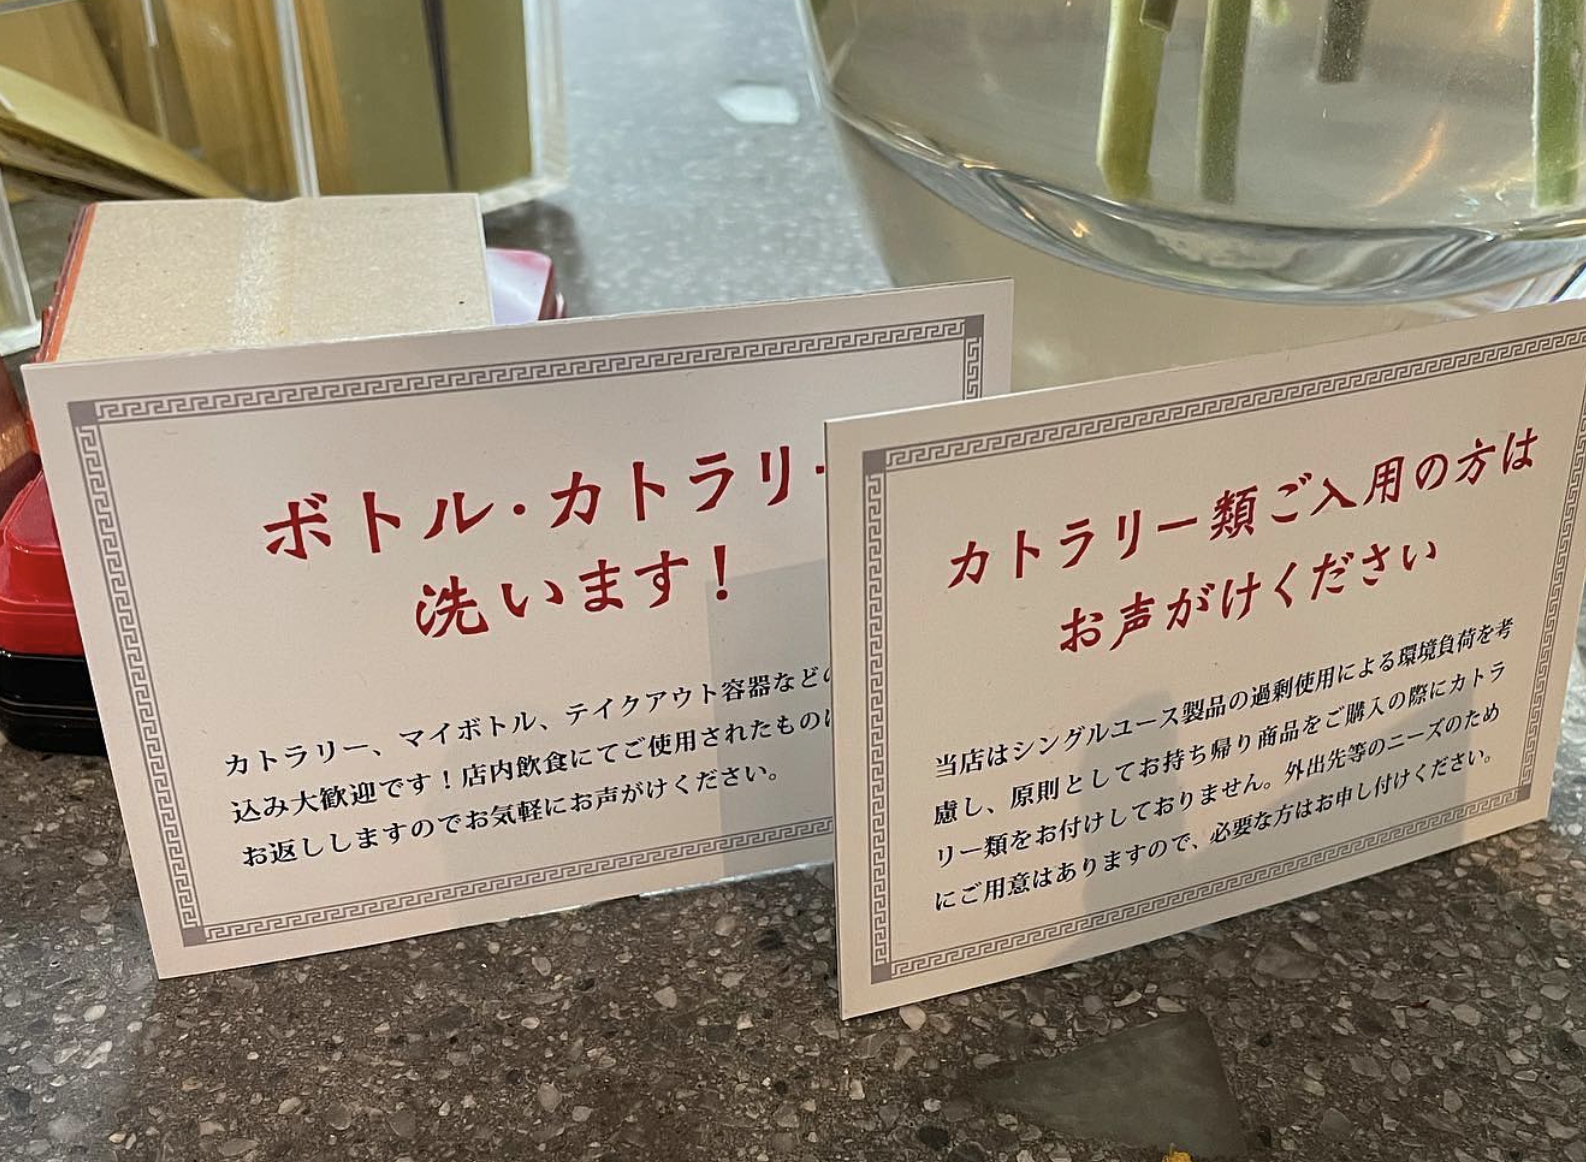 ボトル・カトラリー
洗います！
カトラリー、マイボトル、テイクアウト容器などの
込み大歓迎です！店内飲食にてご使用されたものに
お返ししますのでお気軽にお声がけください。
カトラリー類ご入用の方は
お声がけください
当店はシングルユース製品の過剰使用による環境負荷を考
慮し、原則としてお持ち帰り商品をご購入の際にカトラ
リー類をお付けしておりません。外出先等のニーズのため
にご用意はありますので、必要な方はお申し付けください。